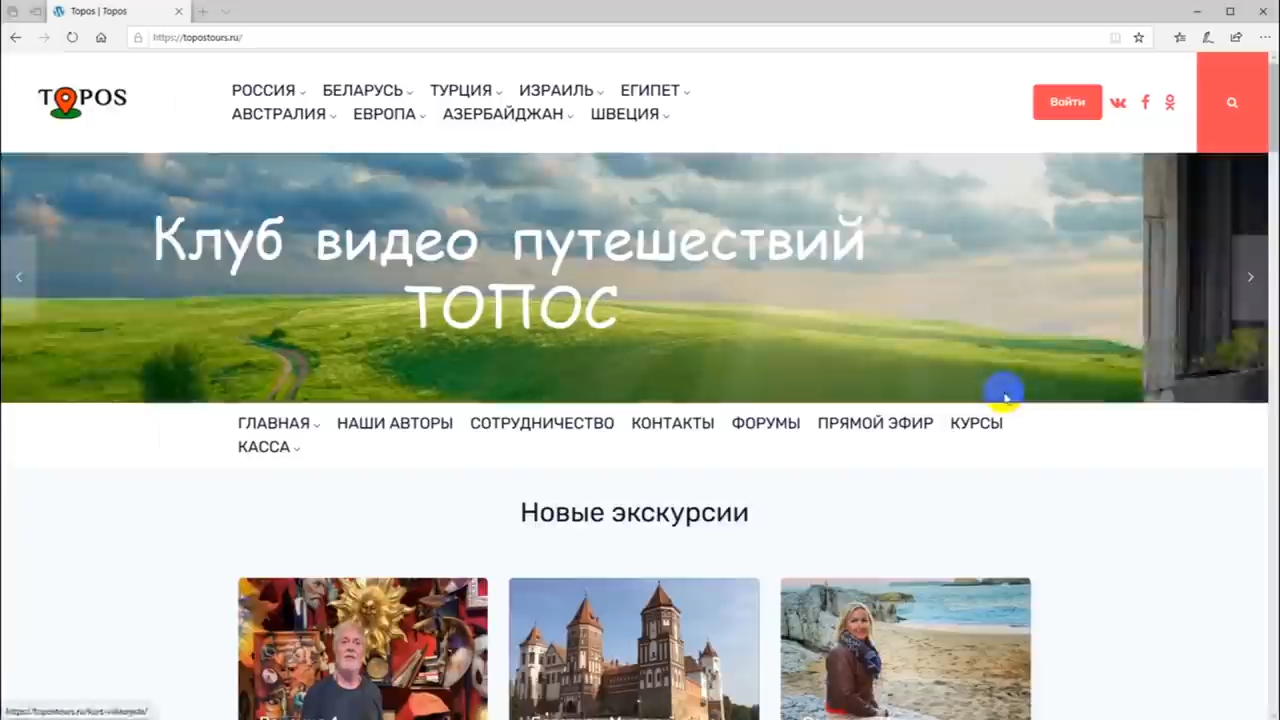 Topos | Topos
https://topostours.ru/
TOPOS
РОССИЯ БЕЛАРУСЬ ТУРЦИЯ ИЗРАИЛЬ ЕГИПЕТ
АВСТРАЛИЯ ЕВРОПА АЗЕРБАЙДЖАН ШВЕЦИЯ
Войти
Клуб видео путешествий
ТОПОС
ГЛАВНАЯ НАШИ АВТОРЫ СОТРУДНИЧЕСТВО КОНТАКТЫ ФОРУМЫ ПРЯМОЙ ЭФИР КУРСЫ
КАССА
Новые экскурсии